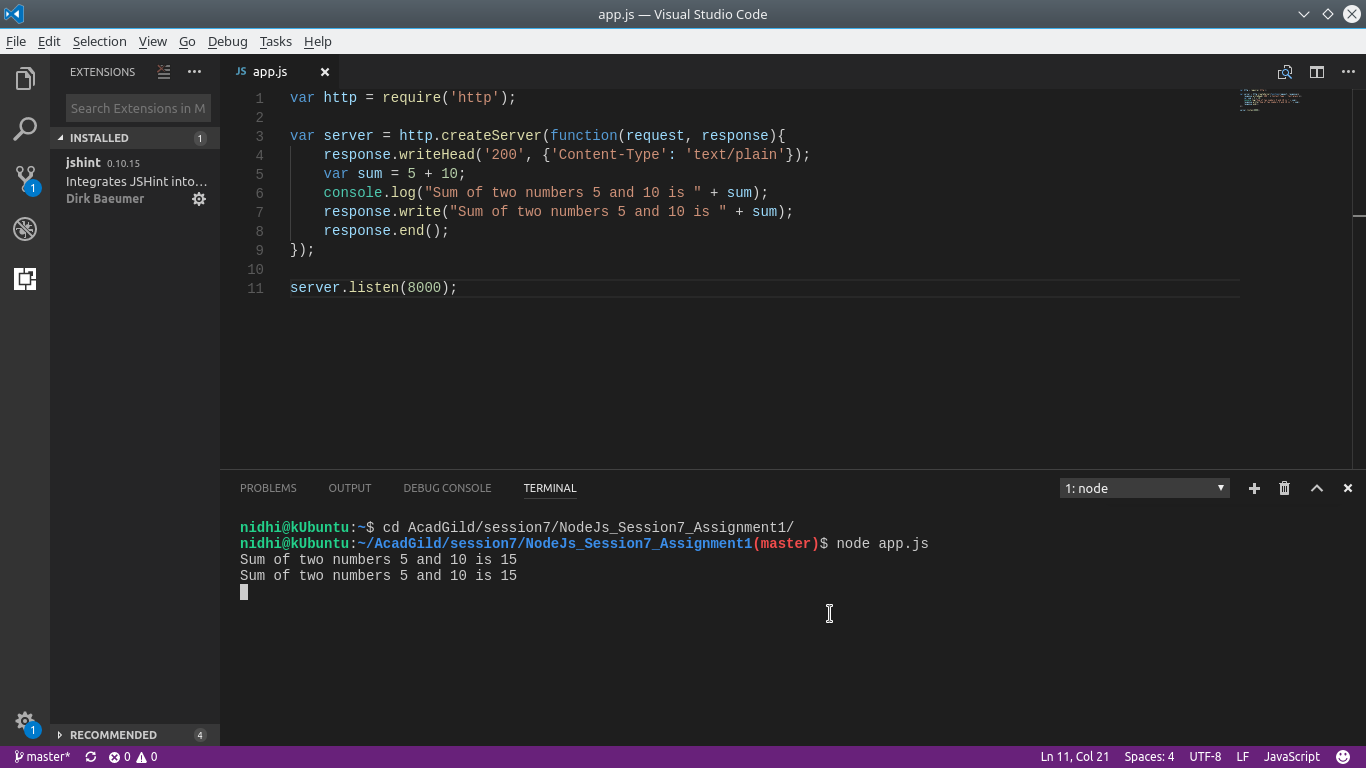 app.js — Visual Studio Code
File Edit Selection View Go Debug Tasks Help
EXTENSIONS
Search Extensions in M
INSTALLED 1
jshint 0.10.15
Integrates JSHint into…
Dirk Baeumer
1
1
RECOMMENDED 4
JS app.js
1 var http = require('http');
2
3 var server = http.createServer(function(request, response){
4 response.writeHead('200', {'Content-Type': 'text/plain'});
5 var sum = 5 + 10;
6 console.log("Sum of two numbers 5 and 10 is " + sum);
7 response.write("Sum of two numbers 5 and 10 is " + sum);
8 response.end();
9 });
10
11 server.listen(8000);
PROBLEMS OUTPUT DEBUG CONSOLE TERMINAL 1: node
nidhi@kUbuntu:~$ cd AcadGild/session7/NodeJs_Session7_Assignment1/
nidhi@kUbuntu:~/AcadGild/session7/NodeJs_Session7_Assignment1(master)$ node app.js
Sum of two numbers 5 and 10 is 15
Sum of two numbers 5 and 10 is 15
master* 0 0 Ln 11, Col 21 Spaces: 4 UTF-8 LF JavaScript